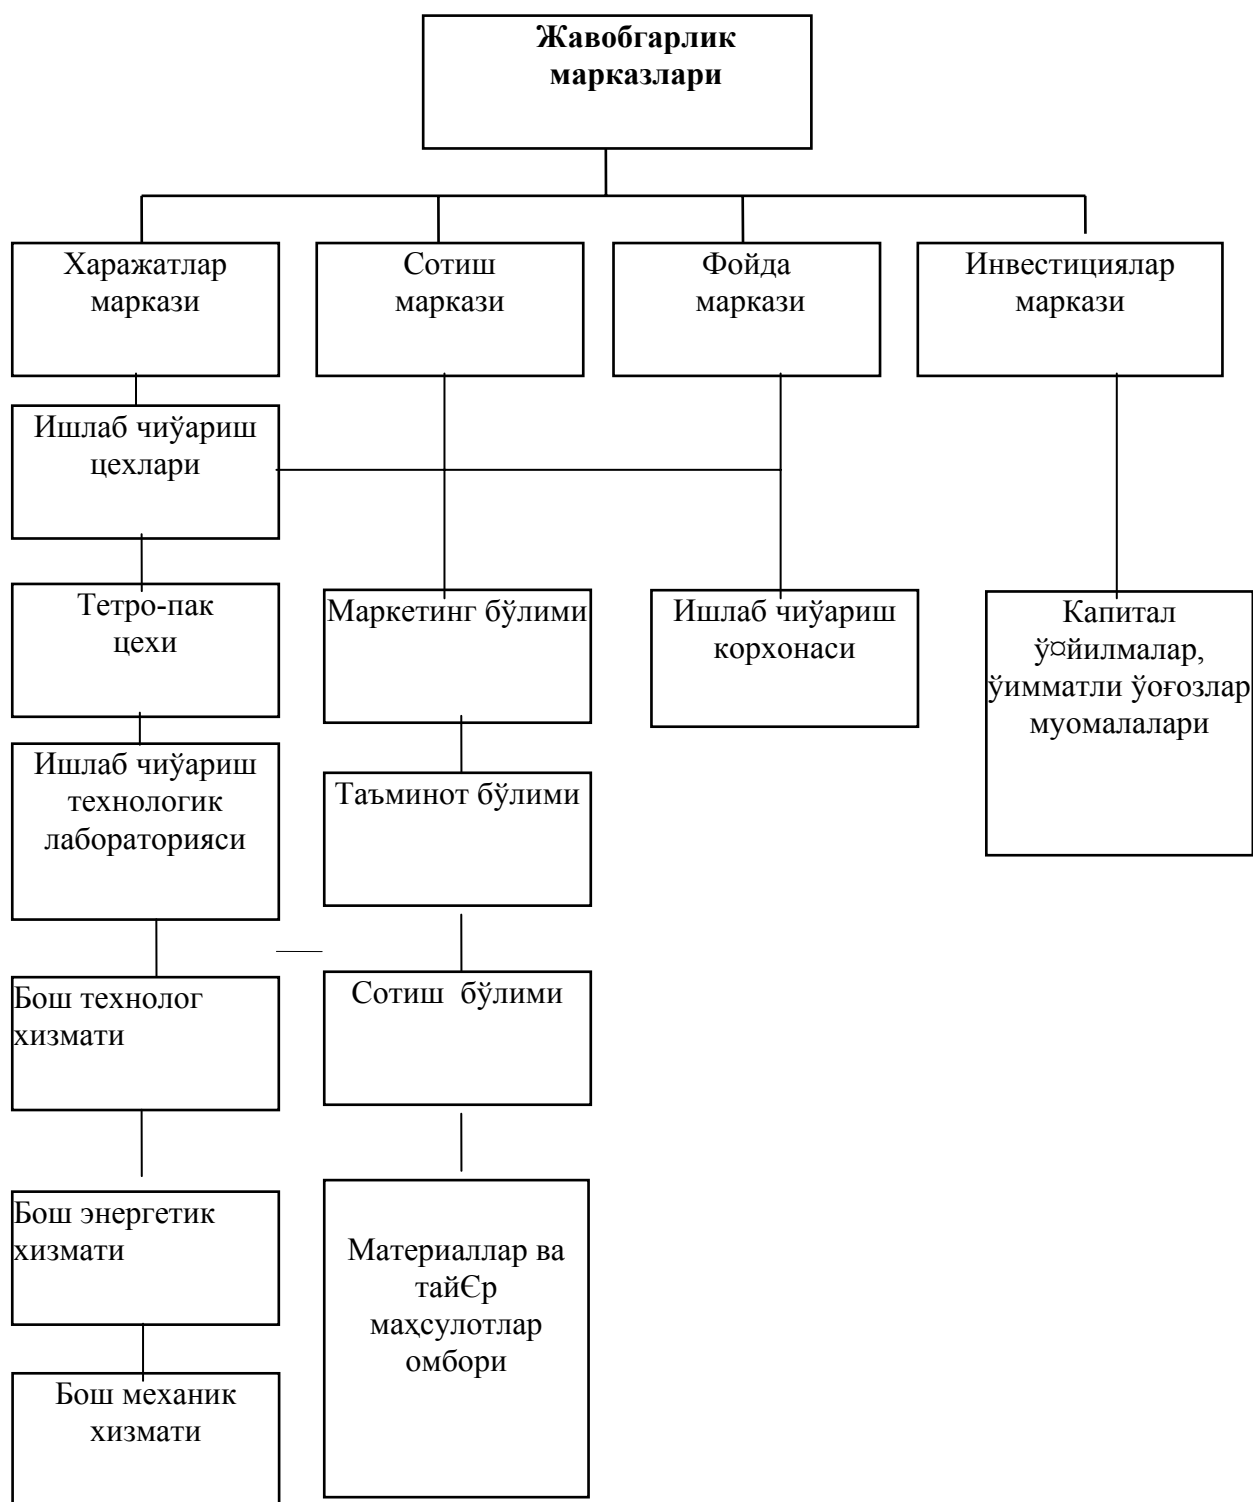 Жавобгарлик
марказлари
Харажатлар
маркази
Сотиш
маркази
Фойда
маркази
Инвестициялар
маркази
Ишлаб чиўариш
цехлари
Тетро-пак
цехи
Маркетинг бўлими
Ишлаб чиўариш
корхонаси
Капитал
ў¤йилмалар,
ўимматли ўоғозлар
муомалалари
Ишлаб чиўариш
технологик
лабораторияси
Таъминот бўлими
Бош технолог
хизмати
Сотиш бўлими
Бош энергетик
хизмати
Материаллар ва
тайЄр
маҳсулотлар
омбори
Бош механик
хизмати